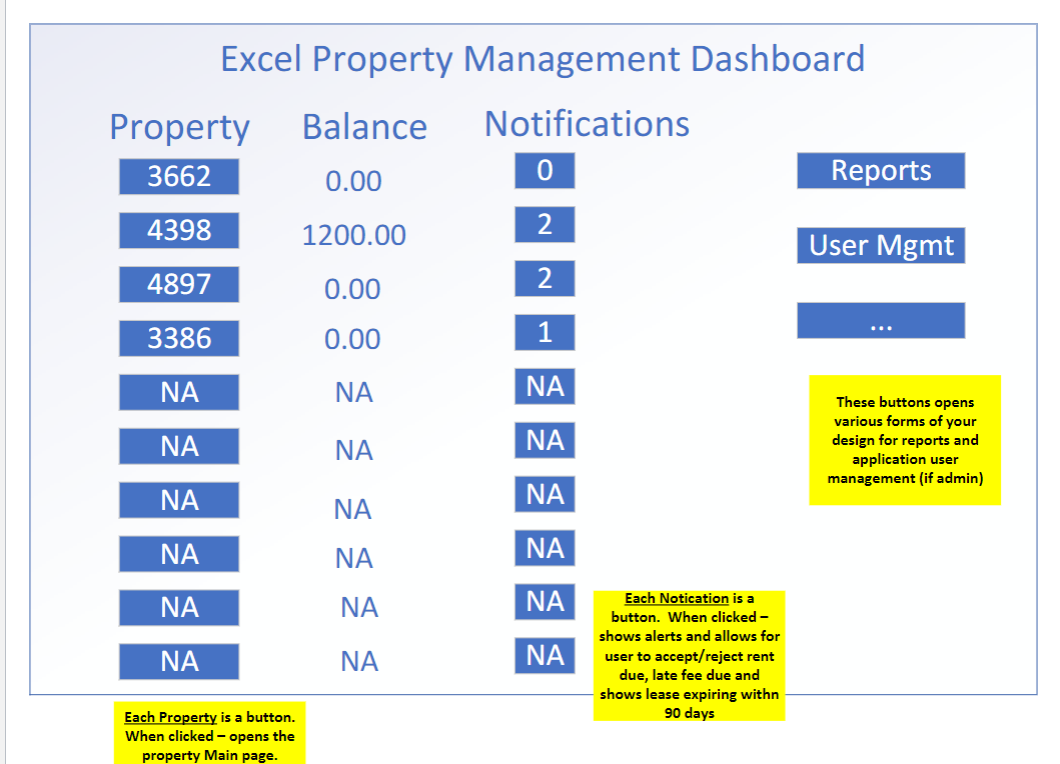 Excel Property Management Dashboard
Property Balance Notifications
3662 0.00 0 Reports
4398 1200.00 2 User Mgmt
4897 0.00 2
3386 0.00 1 ...
NA NA NA
NA NA NA
NA NA NA
NA NA NA
NA NA NA
NA NA NA
These buttons opens
various forms of your
design for reports and
application user
management (if admin)
Each Notication is a
button. When clicked –
shows alerts and allows for
user to accept/reject rent
due, late fee due and
shows lease expiring withn
90 days
Each Property is a button.
When clicked – opens the
property Main page.